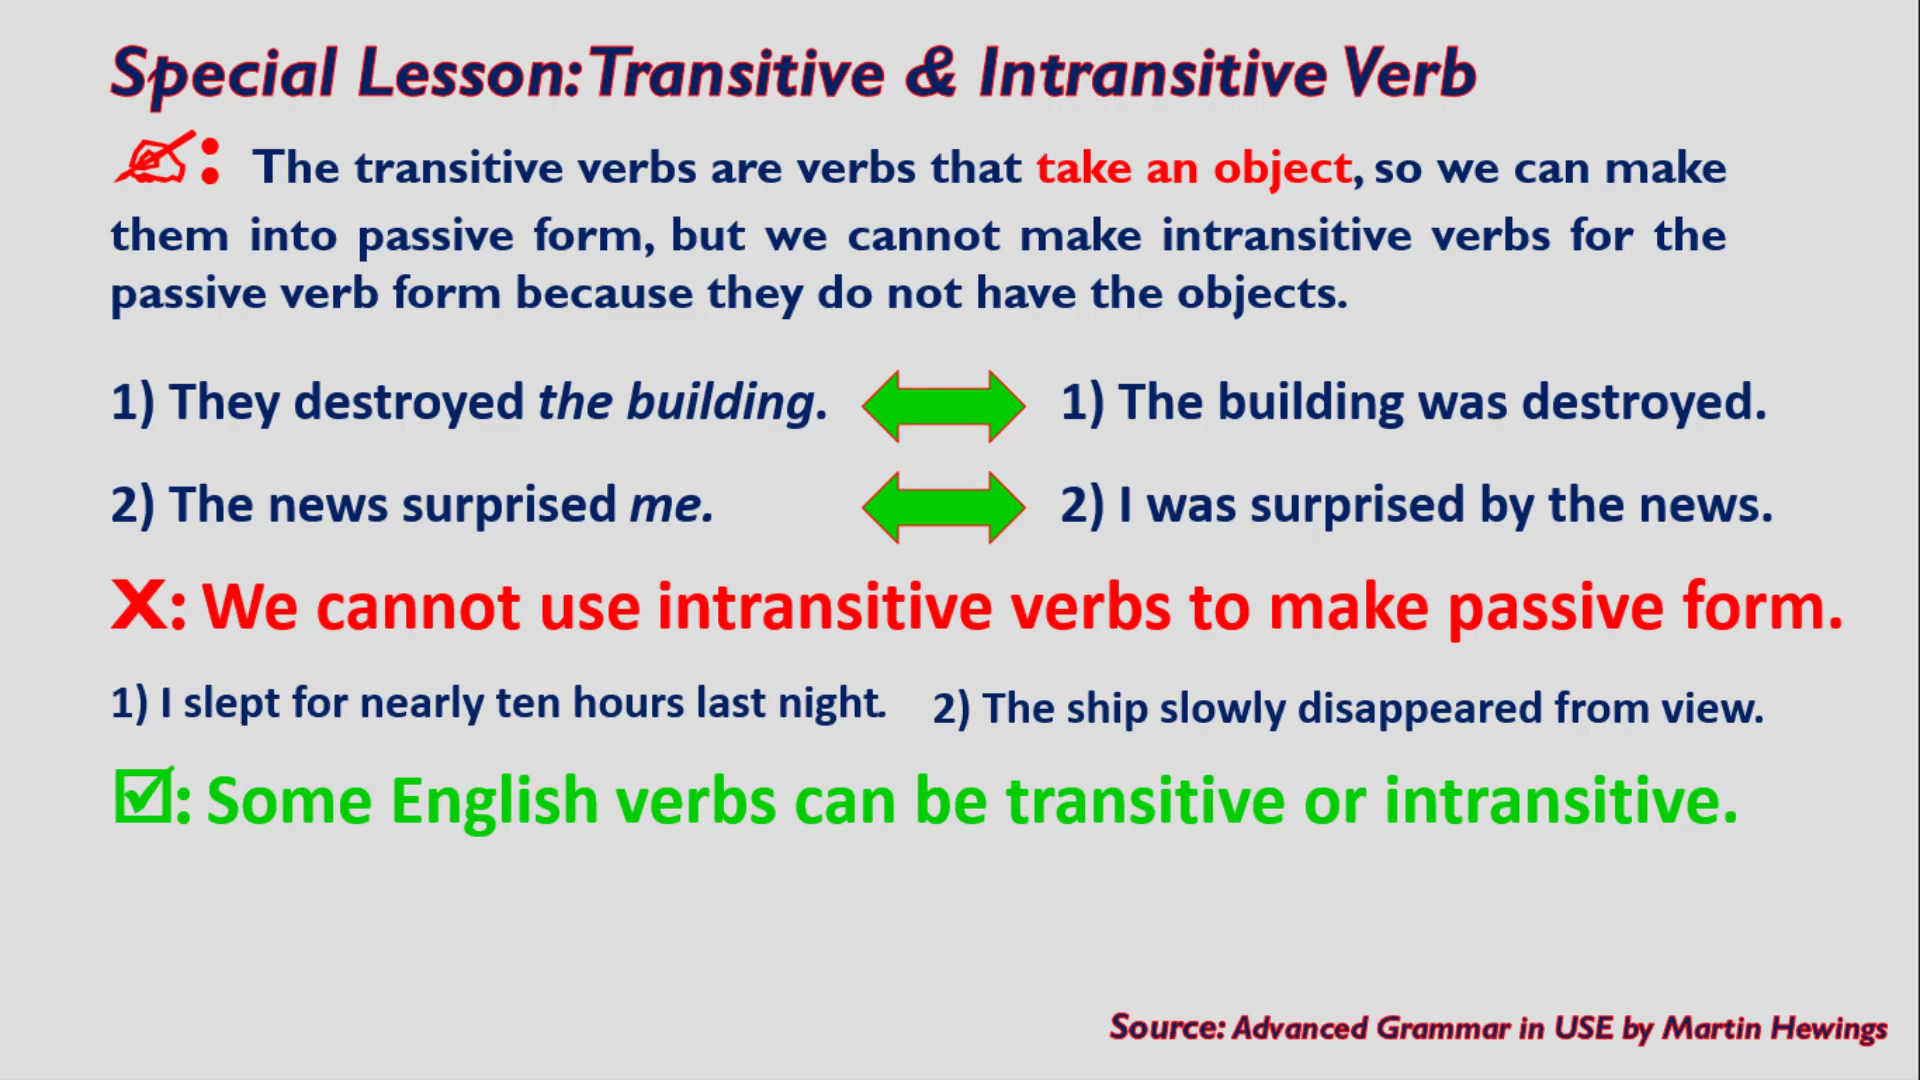 Special Lesson: Transitive & Intransitive Verb
✍: The transitive verbs are verbs that take an object, so we can make
them into passive form, but we cannot make intransitive verbs for the
passive verb form because they do not have the objects.
1) They destroyed the building. 1) The building was destroyed.
2) The news surprised me. 2) I was surprised by the news.
X: We cannot use intransitive verbs to make passive form.
1) I slept for nearly ten hours last night. 2) The ship slowly disappeared from view.
☑: Some English verbs can be transitive or intransitive.
Source: Advanced Grammar in USE by Martin Hewings